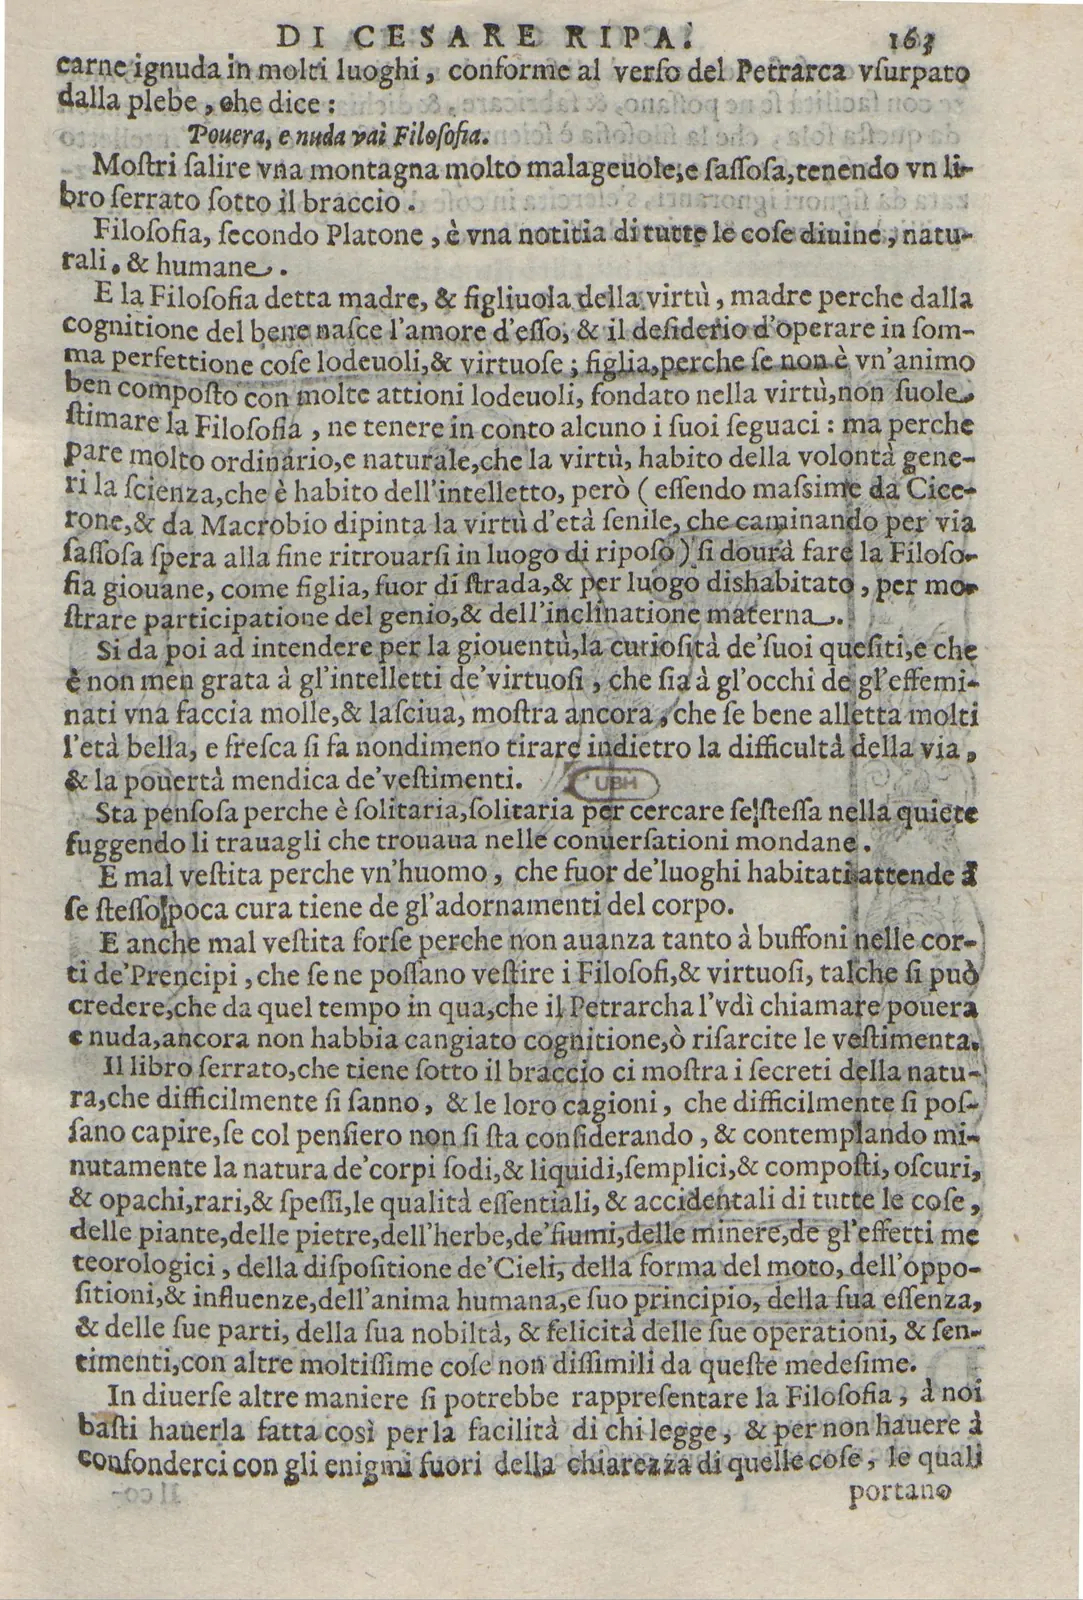 DI CESARE RIPA. 163
carne ignuda in molti luoghi, conforme al verſo del Petrarca vſurpato
dalla plebe, che dice:
Pouera, e nuda vai Filoſofia.
Moſtri ſalire vna montagna molto malageuole, e ſaſſoſa, tenendo vn li-
bro ſerrato ſotto il braccio.
Filoſofia, ſecondo Platone, è vna notitia di tutte le coſe diuine, natu-
rali, & humane.
E la Filoſofia detta madre, & figliuola della virtù, madre perche dalla
cognitione del bene naſce l'amore d'eſſo, & il deſiderio d'operare in ſom-
ma perfettione coſe lodeuoli, & virtuoſe; figlia, perche ſe non è vn'animo
ben compoſto con molte attioni lodeuoli, fondato nella virtù, non ſuole
ſtimare la Filoſofia, ne tenere in conto alcuno i ſuoi ſeguaci: ma perche
pare molto ordinario, e naturale, che la virtù, habito della volontà gene-
ri la ſcienza, che è habito dell'intelletto, però (eſſendo maſsime da Cice-
rone, & da Macrobio dipinta la virtù d'età ſenile, che caminando per via
ſaſſoſa ſpera alla fine ritrouarſi in luogo di ripoſo) ſi dourà fare la Filoſo-
fia giouane, come figlia, fuor di ſtrada, & per luogo dishabitato, per mo-
ſtrare participatione del genio, & dell'inclinatione materna.
Si da poi ad intendere per la giouentù, la curioſità de' ſuoi queſiti, e che
è non men grata à gl'intelletti de' virtuoſi, che ſia à gl'occhi de gl'effemi-
nati vna faccia molle, & laſciua, moſtra ancora, che ſe bene alletta molti
l'età bella, e freſca ſi fa nondimeno tirare indietro la difficultà della via,
& la pouertà mendica de' veſtimenti.
UBH
Sta penſoſa perche è ſolitaria, ſolitaria per cercare ſe ſteſſa nella quiete
fuggendo li trauagli che trouaua nelle conuerſationi mondane.
E mal veſtita perche vn'huomo, che fuor de' luoghi habitati attende à
ſe ſteſſo poca cura tiene de gl'adornamenti del corpo.
E anche mal veſtita forſe perche non auanza tanto à buffoni nelle cor-
ti de' Prencipi, che ſe ne poſſano veſtire i Filoſofi, & virtuoſi, talche ſi può
credere, che da quel tempo in qua, che il Petrarcha l'vdì chiamare pouera
e nuda, ancora non habbia cangiato cognitione, ò riſarcite le veſtimenta.
Il libro ſerrato, che tiene ſotto il braccio ci moſtra i ſecreti della natu-
ra, che difficilmente ſi ſanno, & le loro cagioni, che difficilmente ſi poſ-
ſano capire, ſe col penſiero non ſi ſta conſiderando, & contemplando mi-
nutamente la natura de' corpi ſodi, & liquidi, ſemplici, & compoſti, oſcuri,
& opachi, rari, & ſpeſſi, le qualità eſſentiali, & accidentali di tutte le coſe,
delle piante, delle pietre, dell'herbe, de' fiumi, delle minere, de gl'effetti me
teorologici, della diſpoſitione de' Cieli, della forma del moto, dell'oppo-
ſitioni, & influenze, dell'anima humana, e ſuo principio, della ſua eſſenza,
& delle ſue parti, della ſua nobiltà, & felicità delle ſue operationi, & ſen-
timenti, con altre moltiſſime coſe non diſſimili da queſte medeſime.
In diuerſe altre maniere ſi potrebbe rappreſentare la Filoſofia, à noi
baſti hauerla fatta così per la facilità di chi legge, & per non hauere à
confonderci con gli enigmi fuori della chiarezza di quelle coſe, le quali
portano